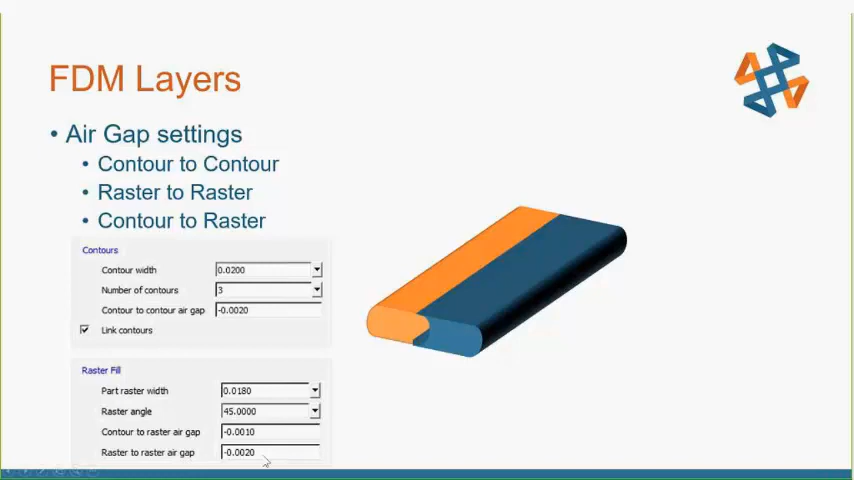 FDM Layers
• Air Gap settings
• Contour to Contour
• Raster to Raster
• Contour to Raster
Contours
Contour width 0.0200
Number of contours 3
Contour to contour air gap -0.0020
Link contours
Raster Fill
Part raster width 0.0180
Raster angle 45.0000
Contour to raster air gap -0.0010
Raster to raster air gap -0.0020